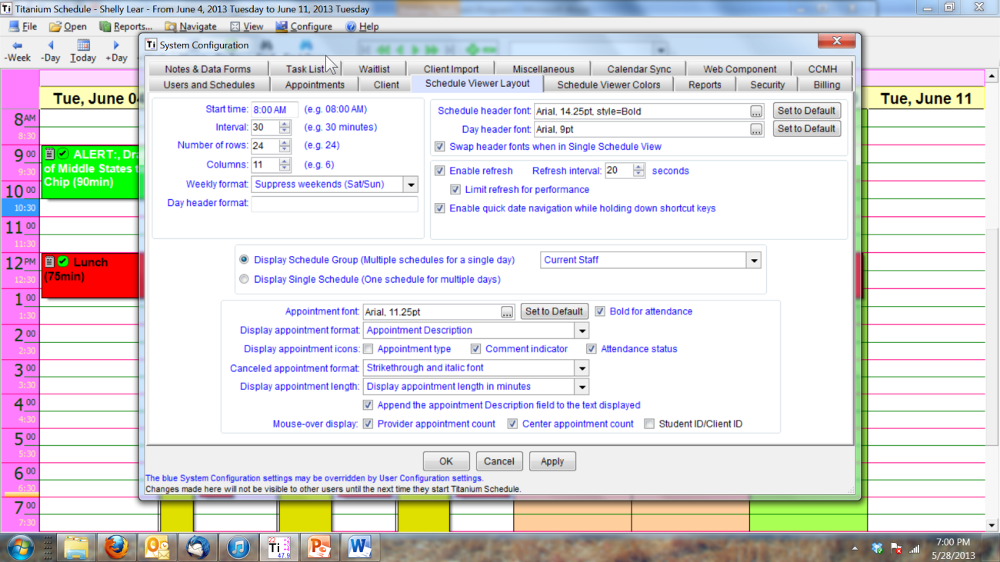 Ti Titanium Schedule - Shelly Lear - From June 4, 2013 Tuesday to June 11, 2013 Tuesday
File Open Reports... Navigate View Configure Help
-Week -Day Today +Day
Ti System Configuration
Notes & Data Forms Task List Waitlist Client Import Miscellaneous Calendar Sync Web Component CCMH
Users and Schedules Appointments Client Schedule Viewer Layout Schedule Viewer Colors Reports Security Billing
Tue, June 04
Tue, June 11
8 AM
8:30
9 00
9:30
10 00
10:30
11 00
11:30
12 PM
12:30
1 00
1:30
2 00
2:30
3 00
3:30
4 00
4:30
5 00
5:30
6 00
6:30
7 00
7:30
ALERT:, Dra
of Middle States t
Chip (90min)
Lunch
(75min)
Start time: 8:00 AM (e.g. 08:00 AM)
Interval: 30 (e.g. 30 minutes)
Number of rows: 24 (e.g. 24)
Columns: 11 (e.g. 6)
Weekly format: Suppress weekends (Sat/Sun)
Day header format:
Schedule header font: Arial, 14.25pt, style=Bold ... Set to Default
Day header font: Arial, 9pt ... Set to Default
Swap header fonts when in Single Schedule View
Enable refresh Refresh interval: 20 seconds
Limit refresh for performance
Enable quick date navigation while holding down shortcut keys
Display Schedule Group (Multiple schedules for a single day) Current Staff
Display Single Schedule (One schedule for multiple days)
Appointment font: Arial, 11.25pt ... Set to Default Bold for attendance
Display appointment format: Appointment Description
Display appointment icons: Appointment type Comment indicator Attendance status
Canceled appointment format: Strikethrough and italic font
Display appointment length: Display appointment length in minutes
Append the appointment Description field to the text displayed
Mouse-over display: Provider appointment count Center appointment count Student ID/Client ID
OK Cancel Apply
The blue System Configuration settings may be overridden by User Configuration settings.
Changes made here will not be visible to other users until the next time they start Titanium Schedule.
22 Ti 47.9
7:00 PM
5/28/2013